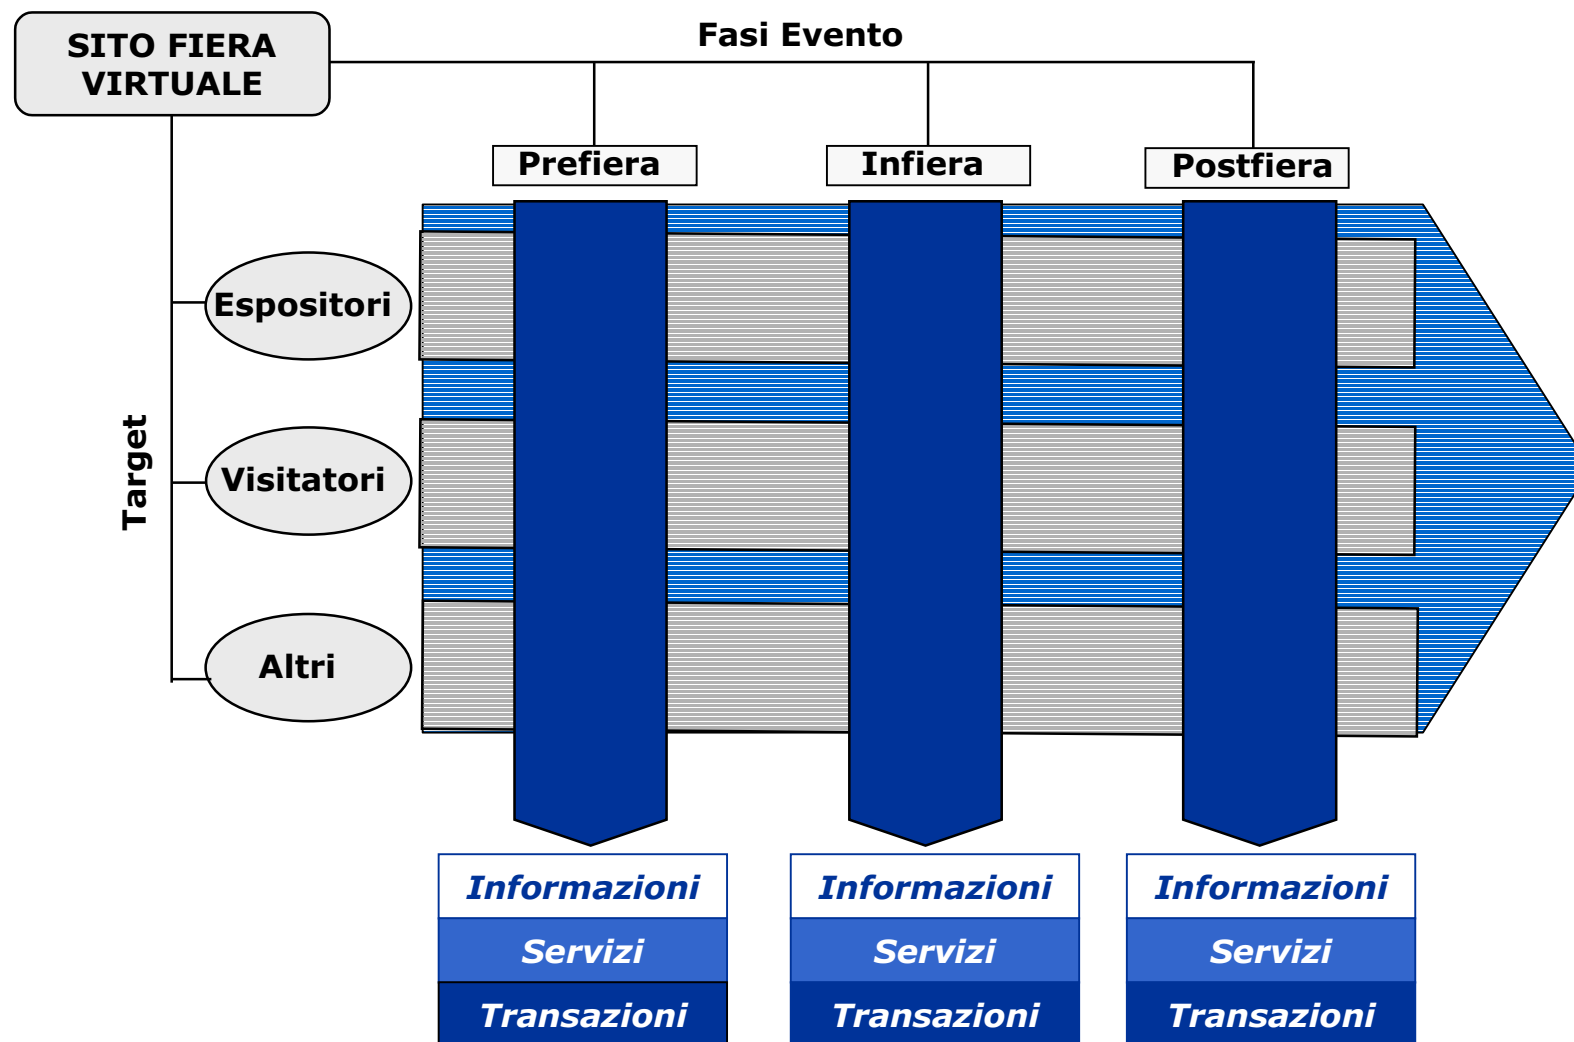 SITO FIERA
VIRTUALE
Fasi Evento
Prefiera
Infiera
Postfiera
Target
Espositori
Visitatori
Altri
Informazioni
Informazioni
Informazioni
Servizi
Servizi
Servizi
Transazioni
Transazioni
Transazioni